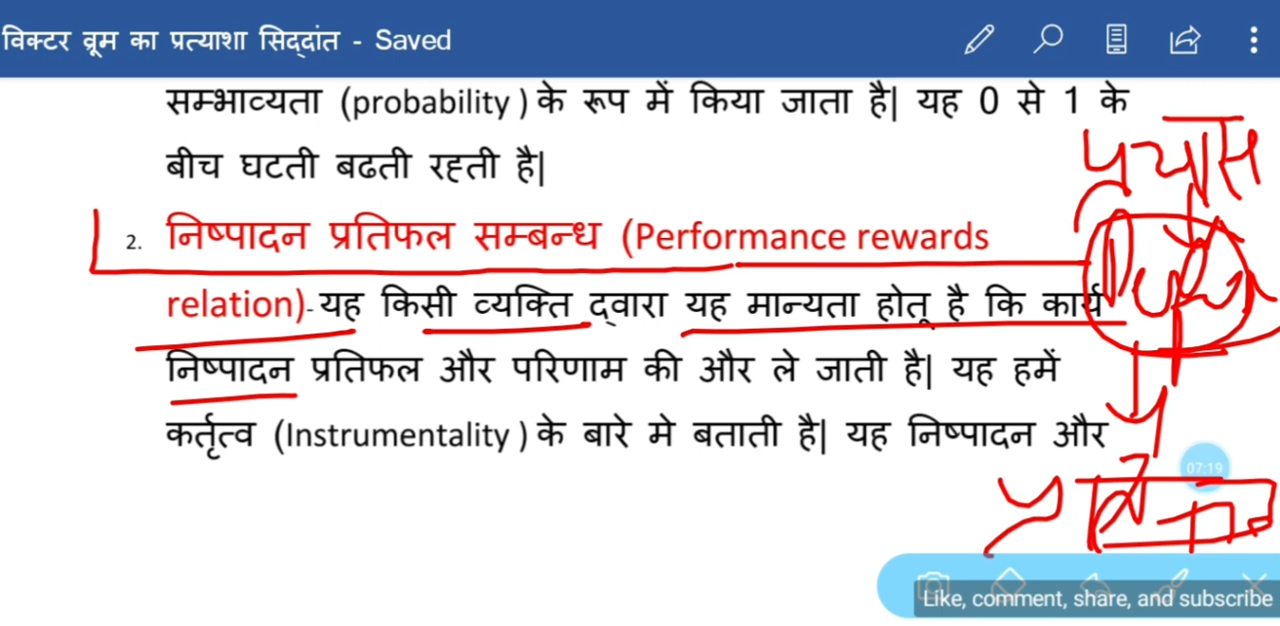 विक्टर व्रूम का प्रत्याशा सिद्दांत - Saved
सम्भाव्यता (probability ) के रूप में किया जाता है| यह 0 से 1 के
बीच घटती बढती रह्ती है|
प्रयास
2. निष्पादन प्रतिफल सम्बन्ध (Performance rewards
relation)- यह किसी व्यक्ति द्वारा यह मान्यता होतू है कि कार्य
निष्पादन प्रतिफल और परिणाम की और ले जाती है| यह हमें
कर्तृत्व (Instrumentality ) के बारे मे बताती है| यह निष्पादन और
07:19
Like, comment, share, and subscribe